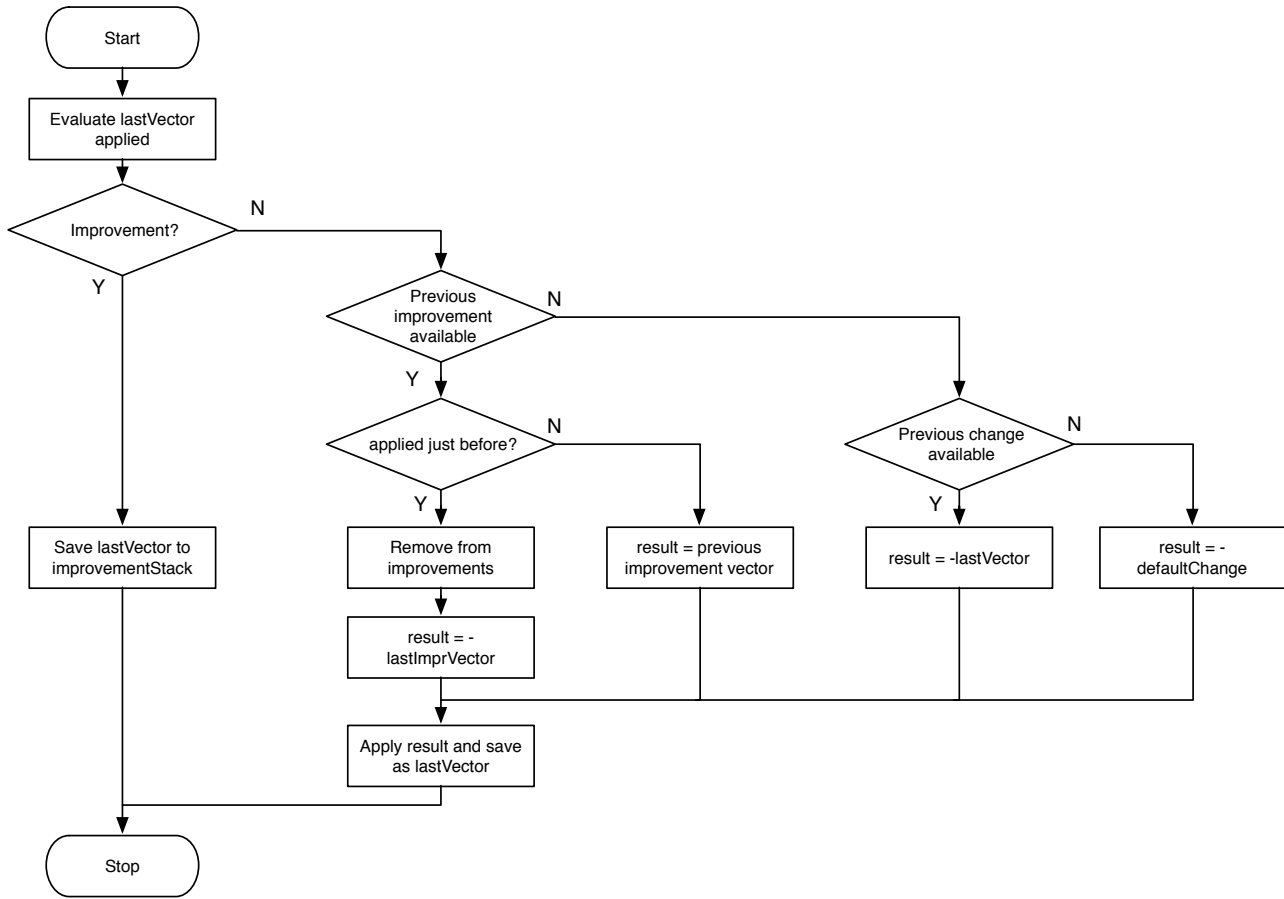 Start
Evaluate lastVector
applied
Improvement?
N
Y
Previous
improvement
available
N
Y
applied just before?
N
Y
Previous change
available
N
Y
Save lastVector to
improvementStack
Remove from
improvements
result = previous
improvement vector
result = -lastVector
result = -
defaultChange
result = -
lastImprVector
Apply result and save
as lastVector
Stop